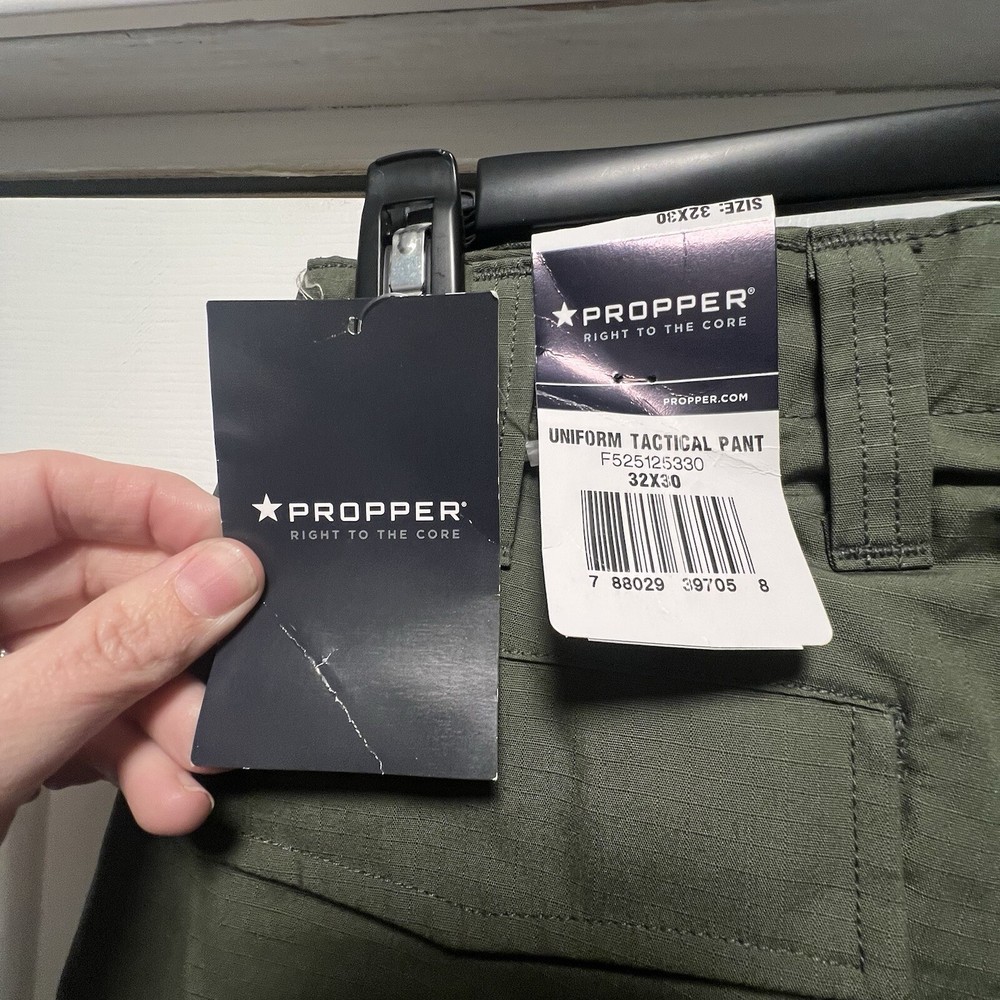 ★PROPPER®
RIGHT TO THE CORE
SIZE: 32X30
★PROPPER®
RIGHT TO THE CORE
PROPPER.COM
UNIFORM TACTICAL PANT
F525125330
32X30
7 88029 39705 8